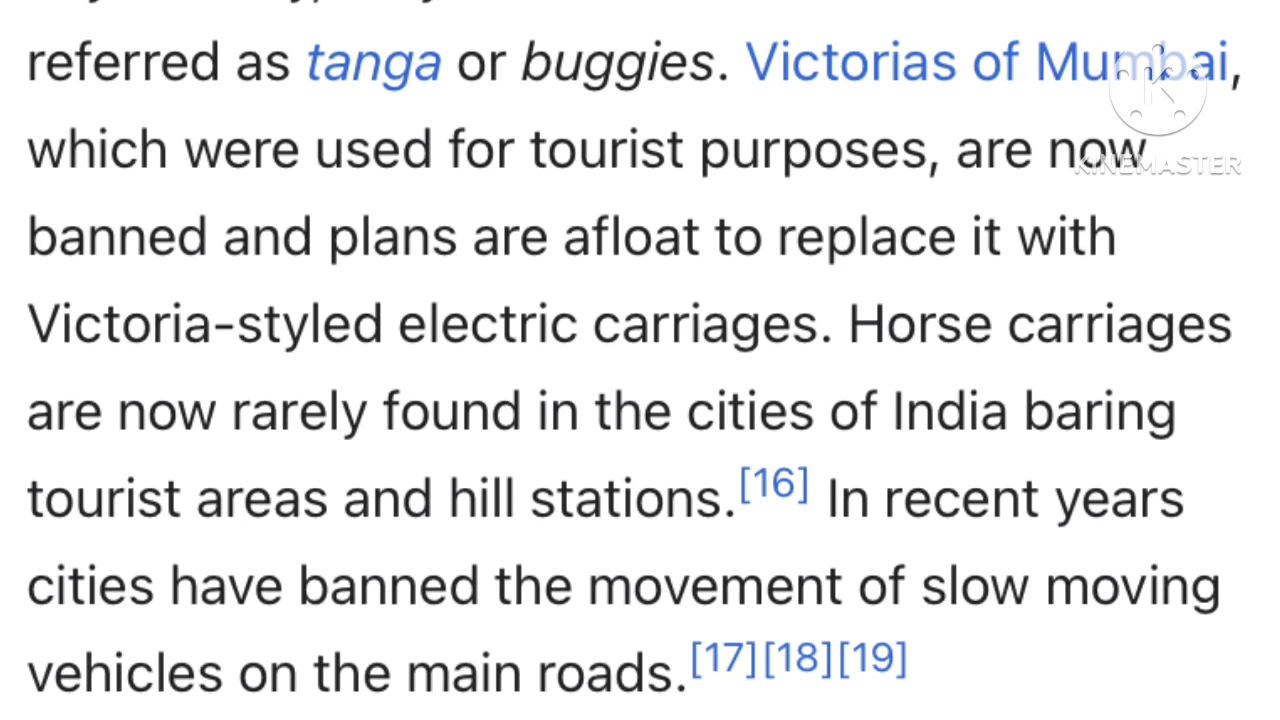 referred as tanga or buggies. Victorias of Mumbai,
which were used for tourist purposes, are now
KINEMASTER
banned and plans are afloat to replace it with
Victoria-styled electric carriages. Horse carriages
are now rarely found in the cities of India baring
tourist areas and hill stations.[16] In recent years
cities have banned the movement of slow moving
vehicles on the main roads.[17][18][19]